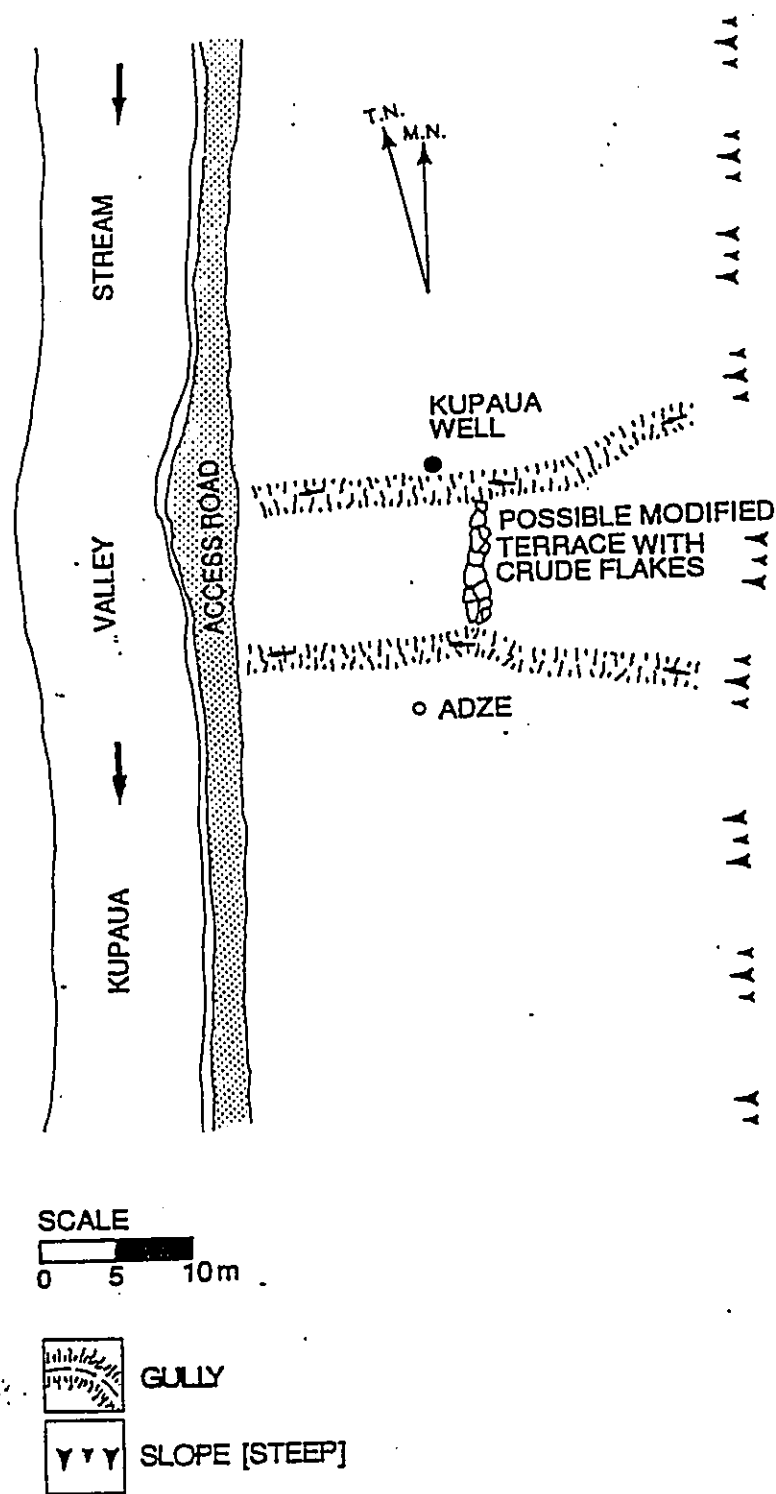 T.N.
M.N.
STREAM
VALLEY
KUPAUA
ACCESS ROAD
KUPAUA
WELL
POSSIBLE MODIFIED
TERRACE WITH
CRUDE FLAKES
ADZE
SCALE
0 5 10m
GULLY
SLOPE [STEEP]